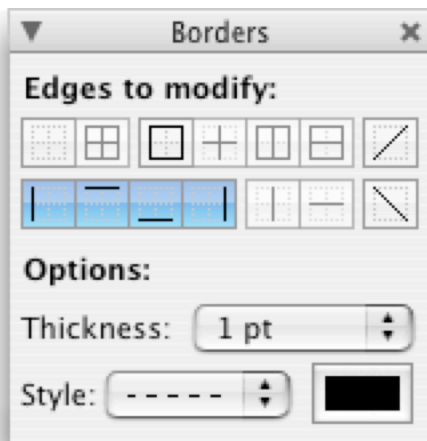 Borders
Edges to modify:
Options:
Thickness: 1 pt
Style: